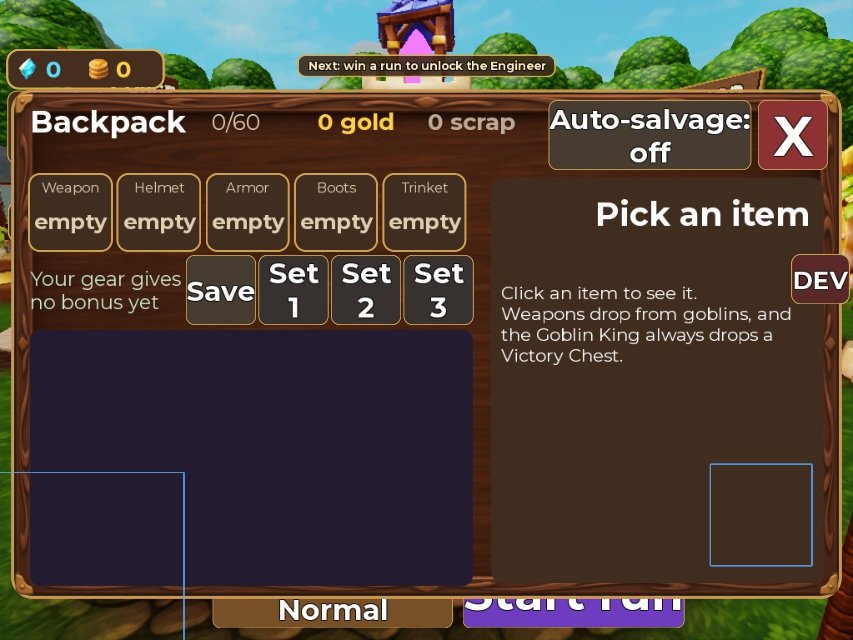 0 0
Next: win a run to unlock the Engineer
Backpack 0/60 0 gold 0 scrap
Auto-salvage:
off
X
Weapon Helmet Armor Boots Trinket
empty empty empty empty empty
Pick an item
Your gear gives
no bonus yet
Save
Set
1
Set
2
Set
3
DEV
Click an item to see it.
Weapons drop from goblins, and
the Goblin King always drops a
Victory Chest.
Normal
Start run